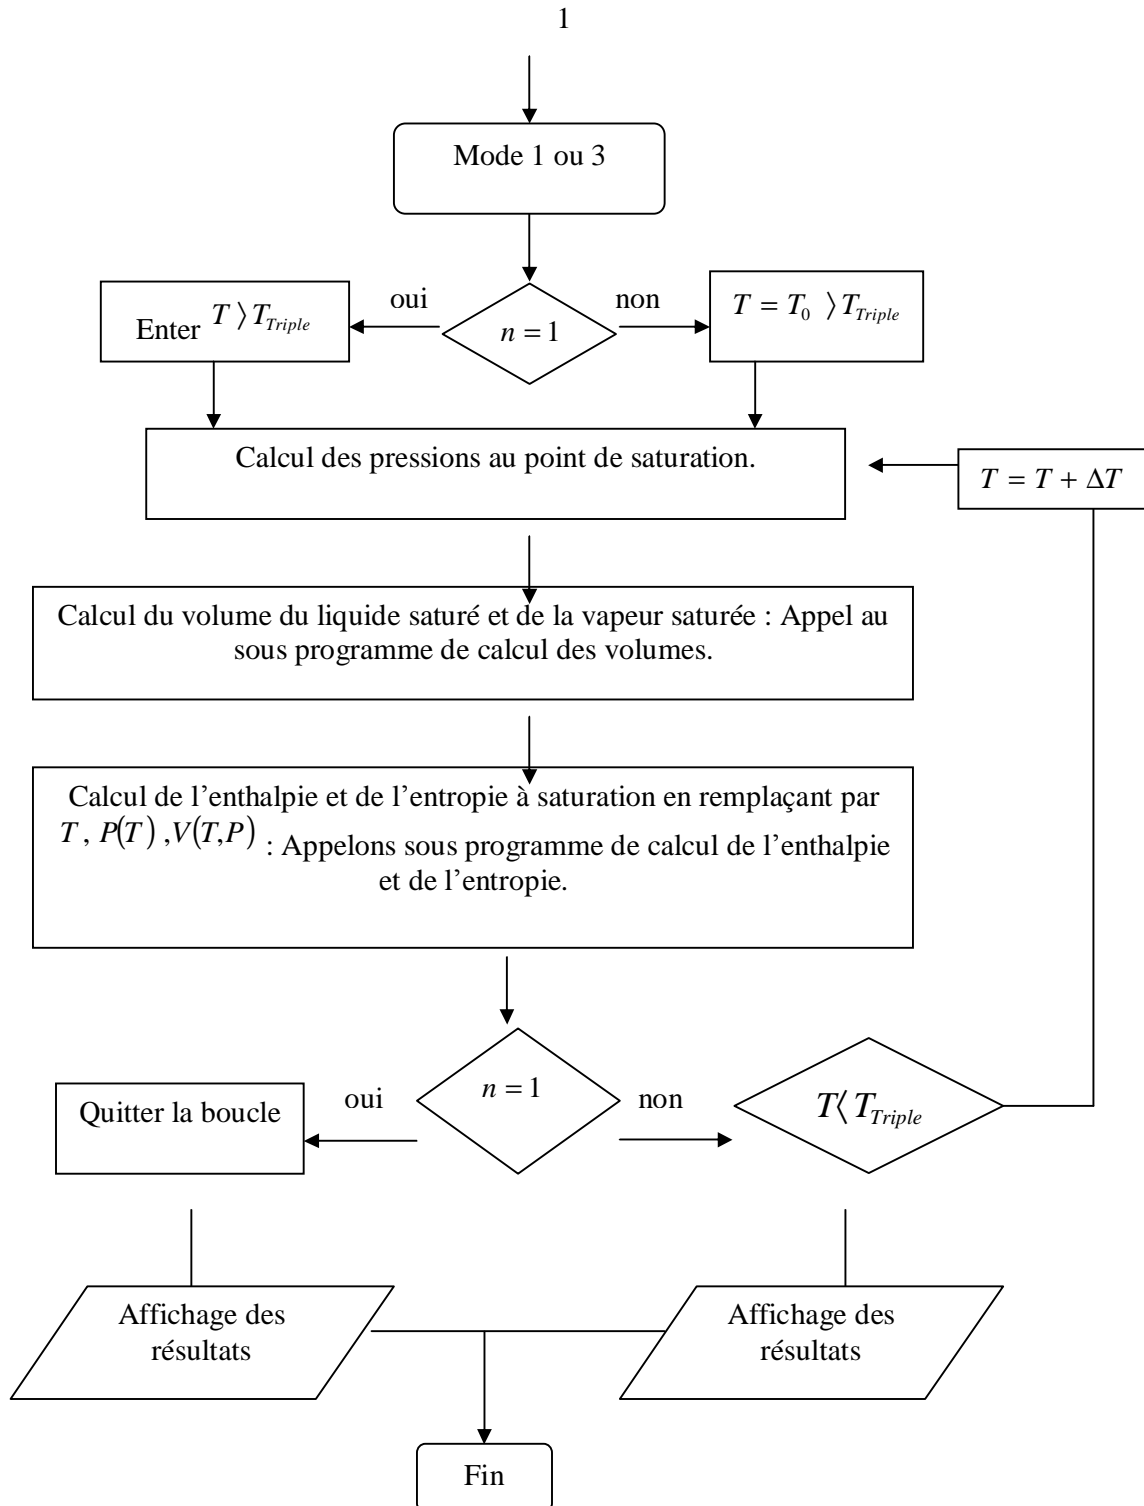 1
Mode 1 ou 3
oui
non
Enter T 〉T_Triple
n = 1
T = T_0 〉T_Triple
Calcul des pressions au point de saturation.
T = T + ΔT
Calcul du volume du liquide saturé et de la vapeur saturée : Appel au
sous programme de calcul des volumes.
Calcul de l’enthalpie et de l’entropie à saturation en remplaçant par
T , P(T) ,V(T,P) : Appelons sous programme de calcul de l’enthalpie
et de l’entropie.
Quitter la boucle
oui
n = 1
non
T〈 T_Triple
Affichage des
résultats
Affichage des
résultats
Fin